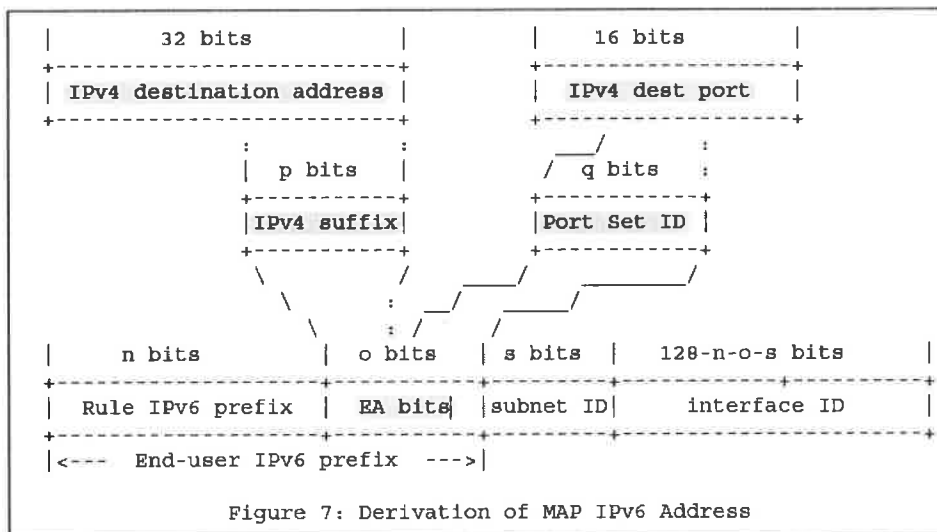 32 bits 16 bits
IPv4 destination address IPv4 dest port
p bits q bits
IPv4 suffix Port Set ID
n bits o bits s bits 128-n-o-s bits
Rule IPv6 prefix EA bits subnet ID interface ID
<--- End-user IPv6 prefix --->
Figure 7: Derivation of MAP IPv6 Address